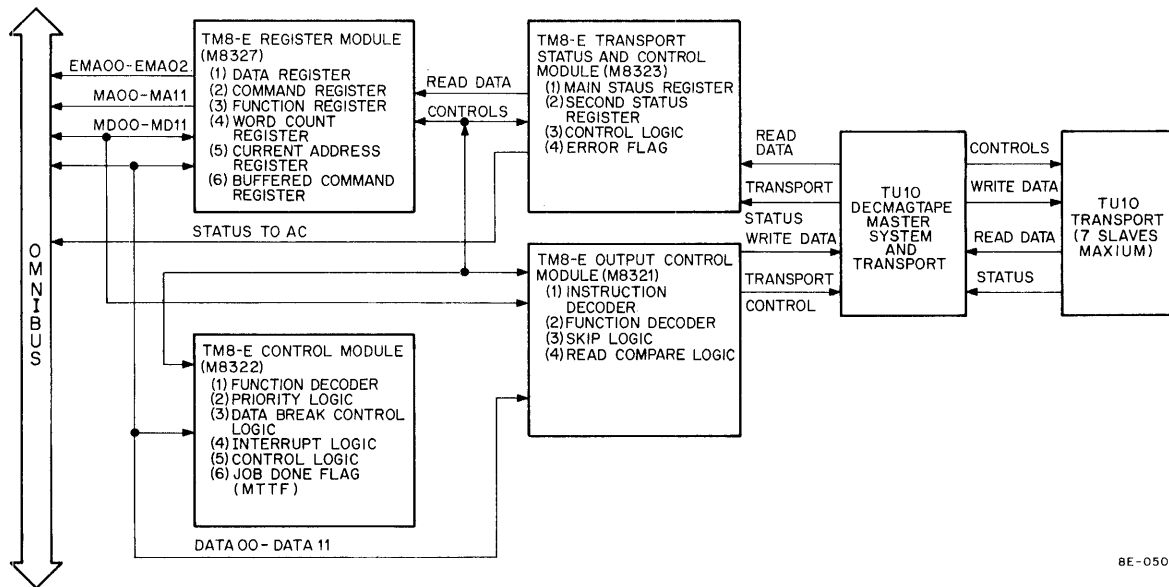 OMNIBUS
EMA00-EMA02
MA00-MA11
MD00-MD11
STATUS TO AC
TM8-E REGISTER MODULE
(M8327)
(1) DATA REGISTER
(2) COMMAND REGISTER
(3) FUNCTION REGISTER
(4) WORD COUNT
REGISTER
(5) CURRENT ADDRESS
REGISTER
(6) BUFFERED COMMAND
REGISTER
READ DATA
CONTROLS
TM8-E TRANSPORT
STATUS AND CONTROL
MODULE (M8323)
(1) MAIN STAUS REGISTER
(2) SECOND STATUS
REGISTER
(3) CONTROL LOGIC
(4) ERROR FLAG
TM8-E CONTROL MODULE
(M8322)
(1) FUNCTION DECODER
(2) PRIORITY LOGIC
(3) DATA BREAK CONTROL
LOGIC
(4) INTERRUPT LOGIC
(5) CONTROL LOGIC
(6) JOB DONE FLAG
(MTTF)
DATA 00-DATA 11
TM8-E OUTPUT CONTROL
MODULE (M8321)
(1) INSTRUCTION
DECODER
(2) FUNCTION DECODER
(3) SKIP LOGIC
(4) READ COMPARE LOGIC
READ
DATA
TRANSPORT
STATUS
WRITE DATA
TRANSPORT
CONTROL
TU10
DECMAGTAPE
MASTER
SYSTEM
AND
TRANSPORT
CONTROLS
WRITE DATA
READ DATA
STATUS
TU10
TRANSPORT
(7 SLAVES
MAXIUM)
8E-050